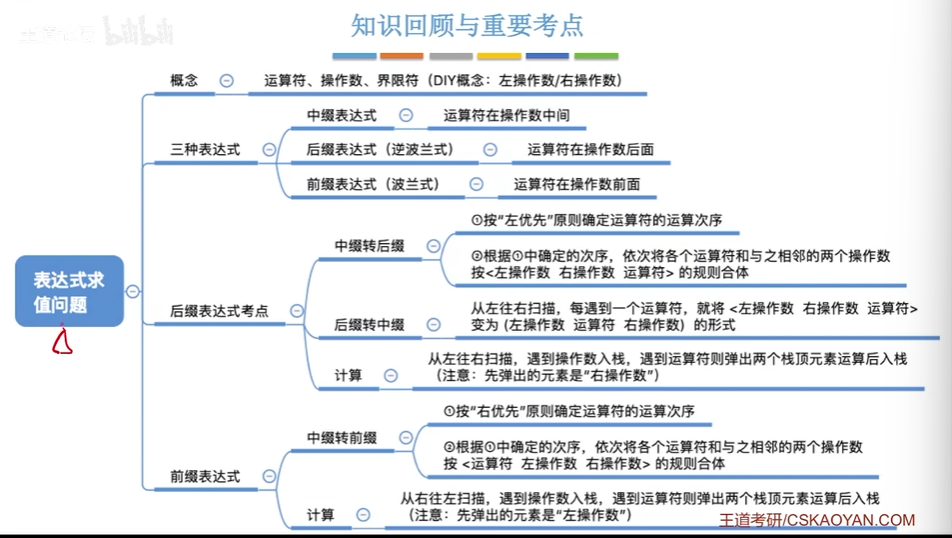 知识回顾与重要考点
王道论坛 bilibili
概念
运算符、操作数、界限符（DIY概念：左操作数/右操作数）
三种表达式
中缀表达式
运算符在操作数中间
后缀表达式（逆波兰式）
运算符在操作数后面
前缀表达式（波兰式）
运算符在操作数前面
表达式求
值问题
后缀表达式考点
中缀转后缀
①按“左优先”原则确定运算符的运算次序
②根据①中确定的次序，依次将各个运算符和与之相邻的两个操作数
按<左操作数 右操作数 运算符> 的规则合体
后缀转中缀
从左往右扫描，每遇到一个运算符，就将 <左操作数 右操作数 运算符>
变为 (左操作数 运算符 右操作数) 的形式
计算
从左往右扫描，遇到操作数入栈，遇到运算符则弹出两个栈顶元素运算后入栈
（注意：先弹出的元素是“右操作数”）
前缀表达式
中缀转前缀
①按“右优先”原则确定运算符的运算次序
②根据①中确定的次序，依次将各个运算符和与之相邻的两个操作数
按 <运算符 左操作数 右操作数> 的规则合体
计算
从右往左扫描，遇到操作数入栈，遇到运算符则弹出两个栈顶元素运算后入栈
（注意：先弹出的元素是“左操作数”）
王道考研/CSKAOYAN.COM